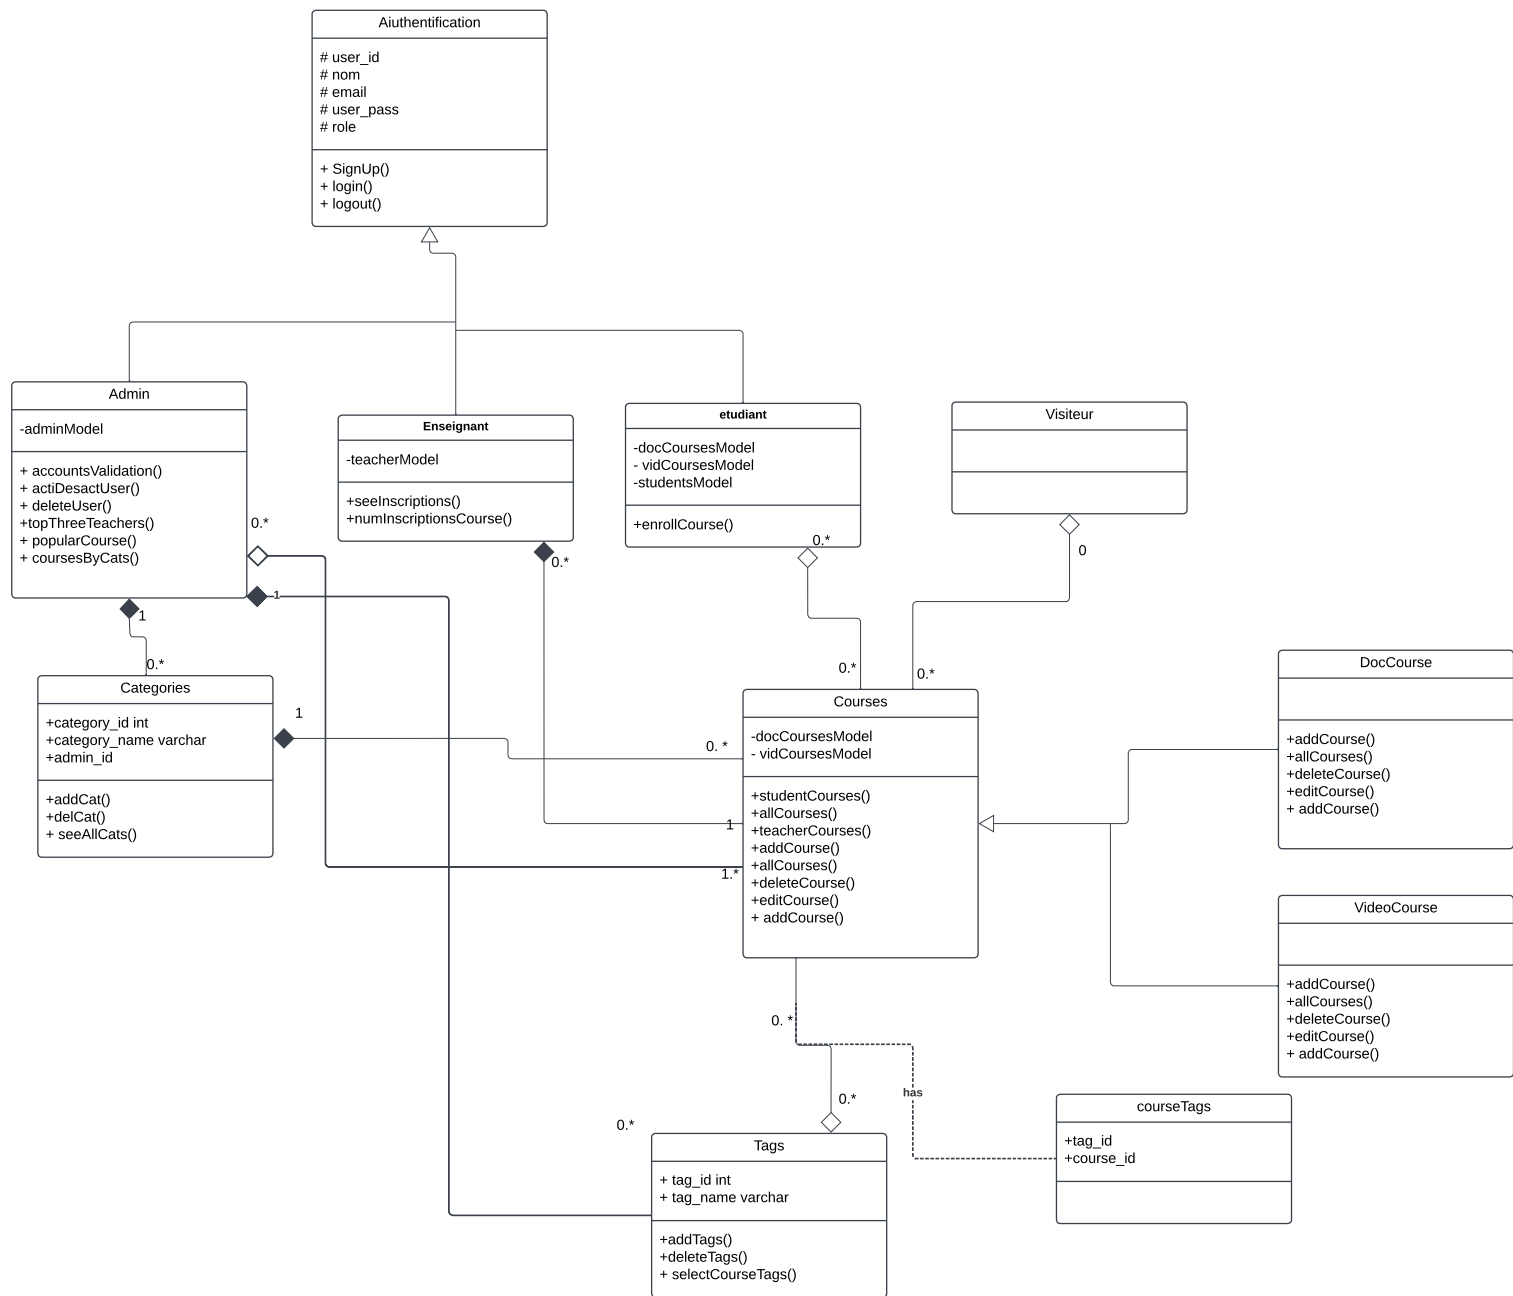 Aiuthentification
# user_id
# nom
# email
# user_pass
# role
+ SignUp()
+ login()
+ logout()
Admin
-adminModel
+ accountsValidation()
+ actiDesactUser()
+ deleteUser()
+topThreeTeachers()
+ popularCourse()
+ coursesByCats()
0.*
1
1
0.*
Enseignant
-teacherModel
+seeInscriptions()
+numInscriptionsCourse()
0.*
etudiant
-docCoursesModel
- vidCoursesModel
-studentsModel
+enrollCourse()
0.*
0.*
Visiteur
0
0.*
Categories
+category_id int
+category_name varchar
+admin_id
+addCat()
+delCat()
+ seeAllCats()
1
0. *
1
1.*
Courses
-docCoursesModel
- vidCoursesModel
+studentCourses()
+allCourses()
+teacherCourses()
+addCourse()
+allCourses()
+deleteCourse()
+editCourse()
+ addCourse()
DocCourse
+addCourse()
+allCourses()
+deleteCourse()
+editCourse()
+ addCourse()
VideoCourse
+addCourse()
+allCourses()
+deleteCourse()
+editCourse()
+ addCourse()
0. *
has
0.*
0.*
Tags
+ tag_id int
+ tag_name varchar
+addTags()
+deleteTags()
+ selectCourseTags()
courseTags
+tag_id
+course_id